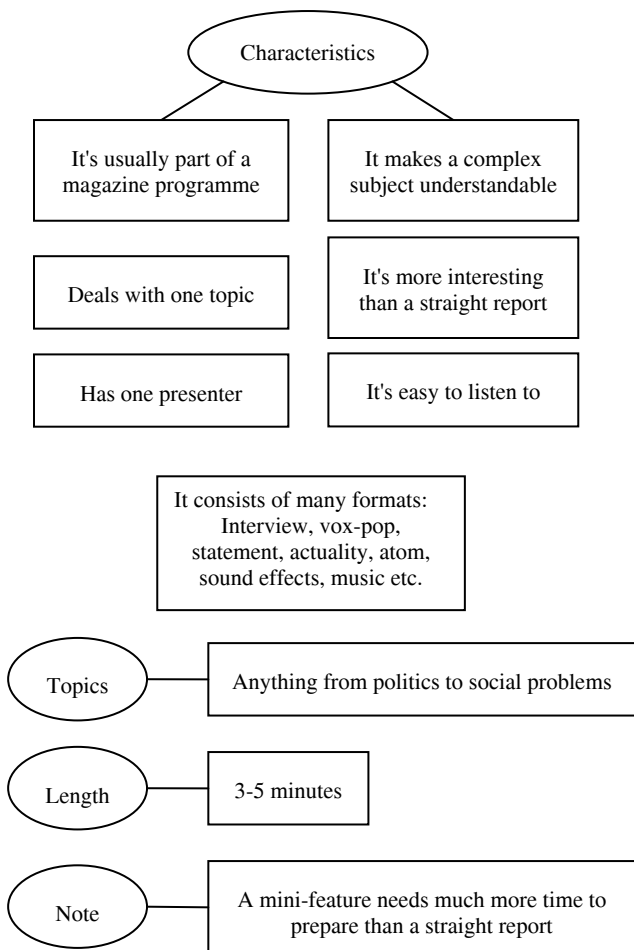 Characteristics
It's usually part of a
magazine programme
It makes a complex
subject understandable
Deals with one topic
It's more interesting
than a straight report
Has one presenter
It's easy to listen to
It consists of many formats:
Interview, vox-pop,
statement, actuality, atom,
sound effects, music etc.
Topics
Anything from politics to social problems
Length
3-5 minutes
Note
A mini-feature needs much more time to
prepare than a straight report